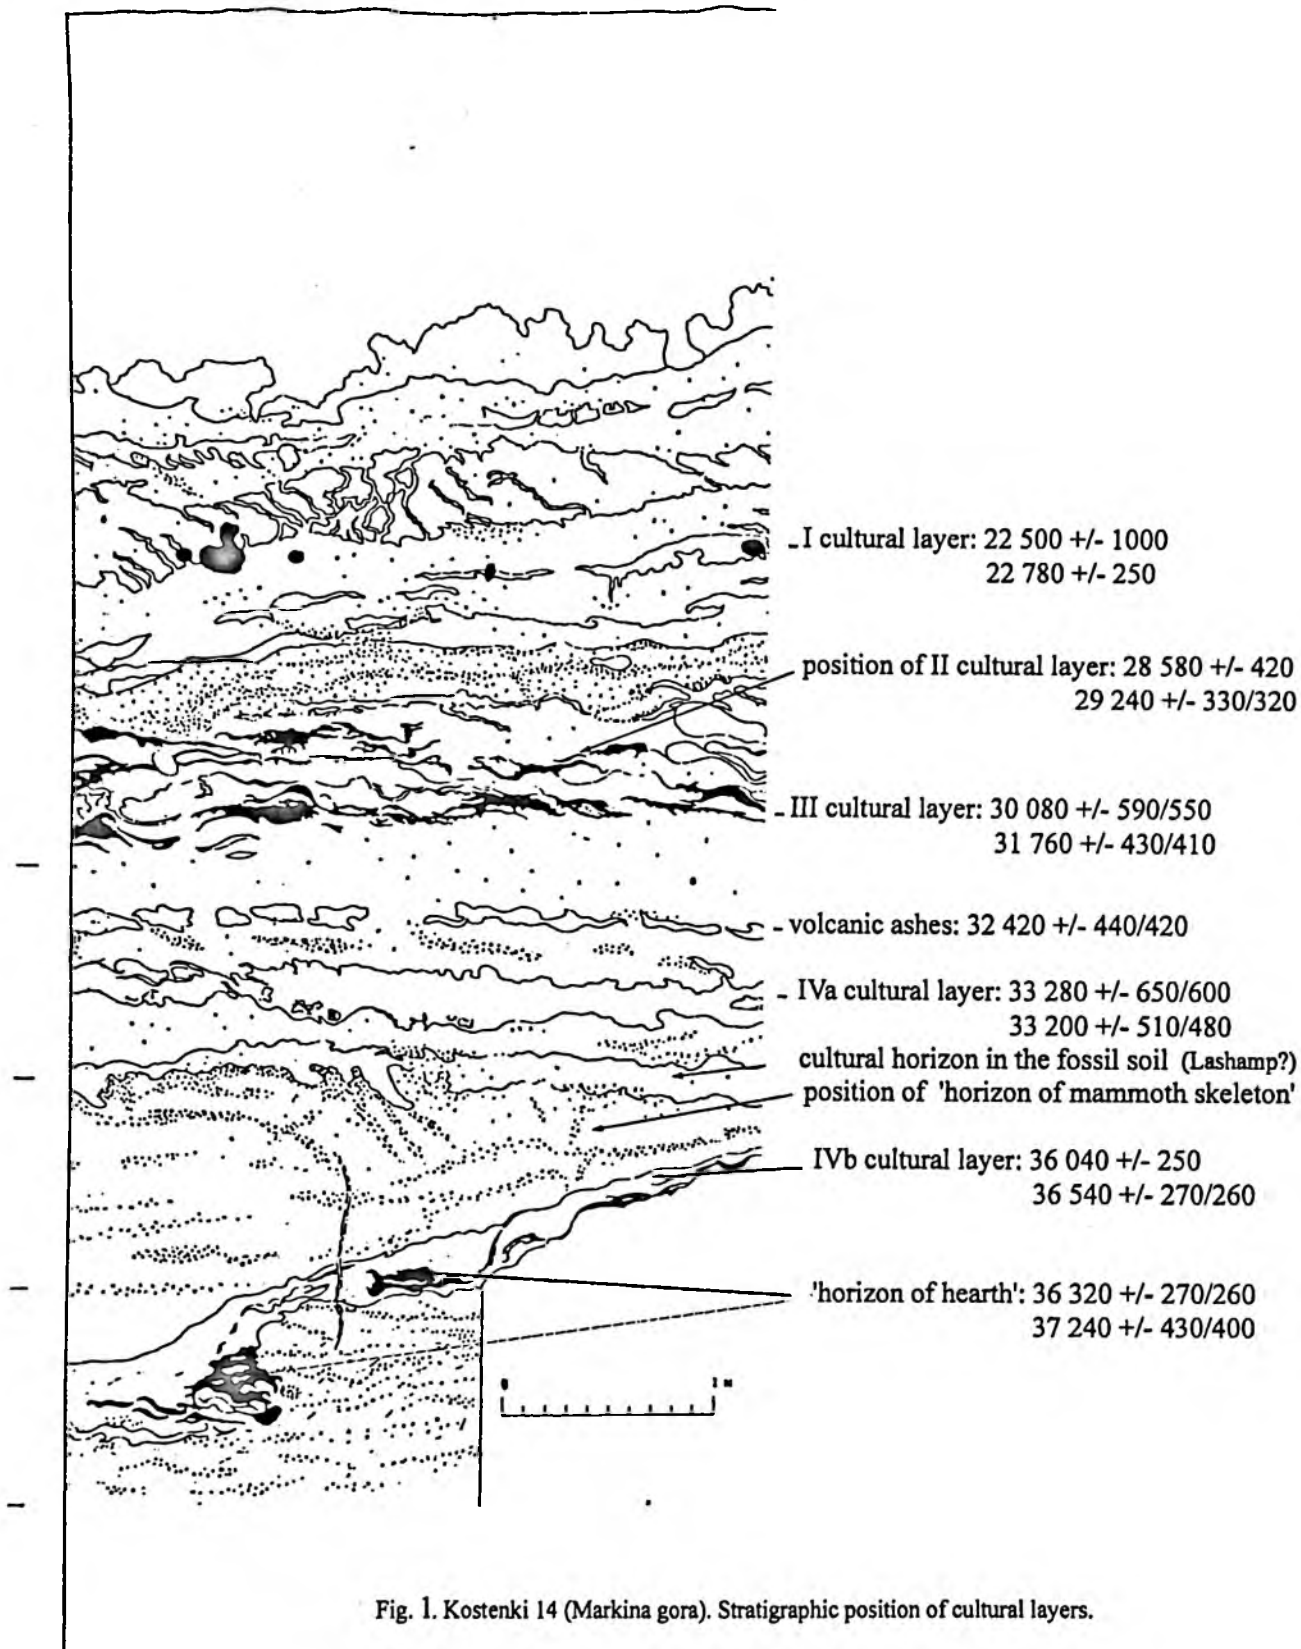 I cultural layer: 22 500 +/- 1000
22 780 +/- 250
position of II cultural layer: 28 580 +/- 420
29 240 +/- 330/320
III cultural layer: 30 080 +/- 590/550
31 760 +/- 430/410
volcanic ashes: 32 420 +/- 440/420
IVa cultural layer: 33 280 +/- 650/600
33 200 +/- 510/480
cultural horizon in the fossil soil (Lashamp?)
position of 'horizon of mammoth skeleton'
IVb cultural layer: 36 040 +/- 250
36 540 +/- 270/260
'horizon of hearth': 36 320 +/- 270/260
37 240 +/- 430/400
0 1 м
Fig. 1. Kostenki 14 (Markina gora). Stratigraphic position of cultural layers.